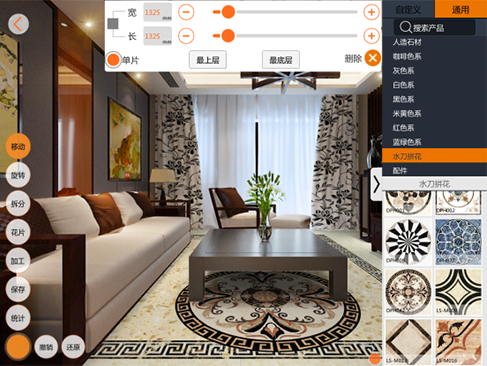 宽 1325 mm
长 1325 mm
单片 最上层 最底层 删除
自定义 通用
搜索产品
人造石材
咖啡色系
灰色系
白色系
黑色系
米黄色系
红色系
蓝绿色系
水刀拼花
配件
水刀拼花
移动
旋转
拆分
花片
加工
保存
统计
撤销 还原